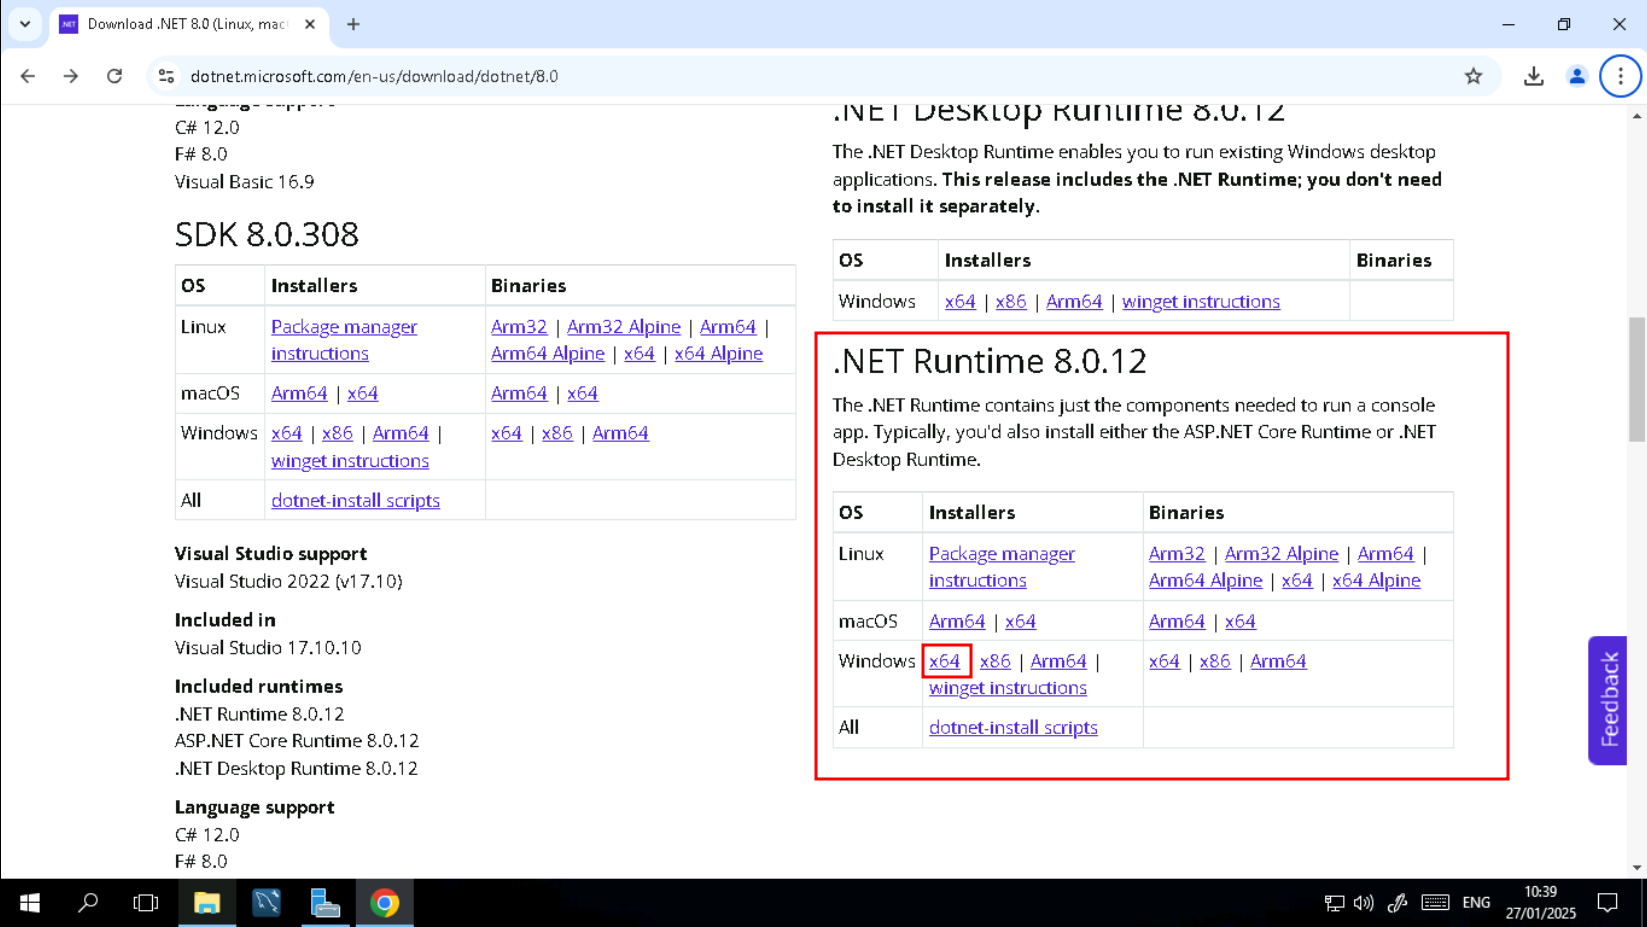 Download .NET 8.0 (Linux, mac
dotnet.microsoft.com/en-us/download/dotnet/8.0
Language support
C# 12.0
F# 8.0
Visual Basic 16.9
SDK 8.0.308
OS Installers Binaries
Linux Package manager instructions Arm32 | Arm32 Alpine | Arm64 | Arm64 Alpine | x64 | x64 Alpine
macOS Arm64 | x64 Arm64 | x64
Windows x64 | x86 | Arm64 | winget instructions x64 | x86 | Arm64
All dotnet-install scripts
Visual Studio support
Visual Studio 2022 (v17.10)
Included in
Visual Studio 17.10.10
Included runtimes
.NET Runtime 8.0.12
ASP.NET Core Runtime 8.0.12
.NET Desktop Runtime 8.0.12
Language support
C# 12.0
F# 8.0
.NET Desktop Runtime 8.0.12
The .NET Desktop Runtime enables you to run existing Windows desktop
applications. This release includes the .NET Runtime; you don't need
to install it separately.
OS Installers Binaries
Windows x64 | x86 | Arm64 | winget instructions
.NET Runtime 8.0.12
The .NET Runtime contains just the components needed to run a console
app. Typically, you'd also install either the ASP.NET Core Runtime or .NET
Desktop Runtime.
OS Installers Binaries
Linux Package manager instructions Arm32 | Arm32 Alpine | Arm64 | Arm64 Alpine | x64 | x64 Alpine
macOS Arm64 | x64 Arm64 | x64
Windows x64 x86 | Arm64 | winget instructions x64 | x86 | Arm64
All dotnet-install scripts
Feedback
ENG
10:39
27/01/2025